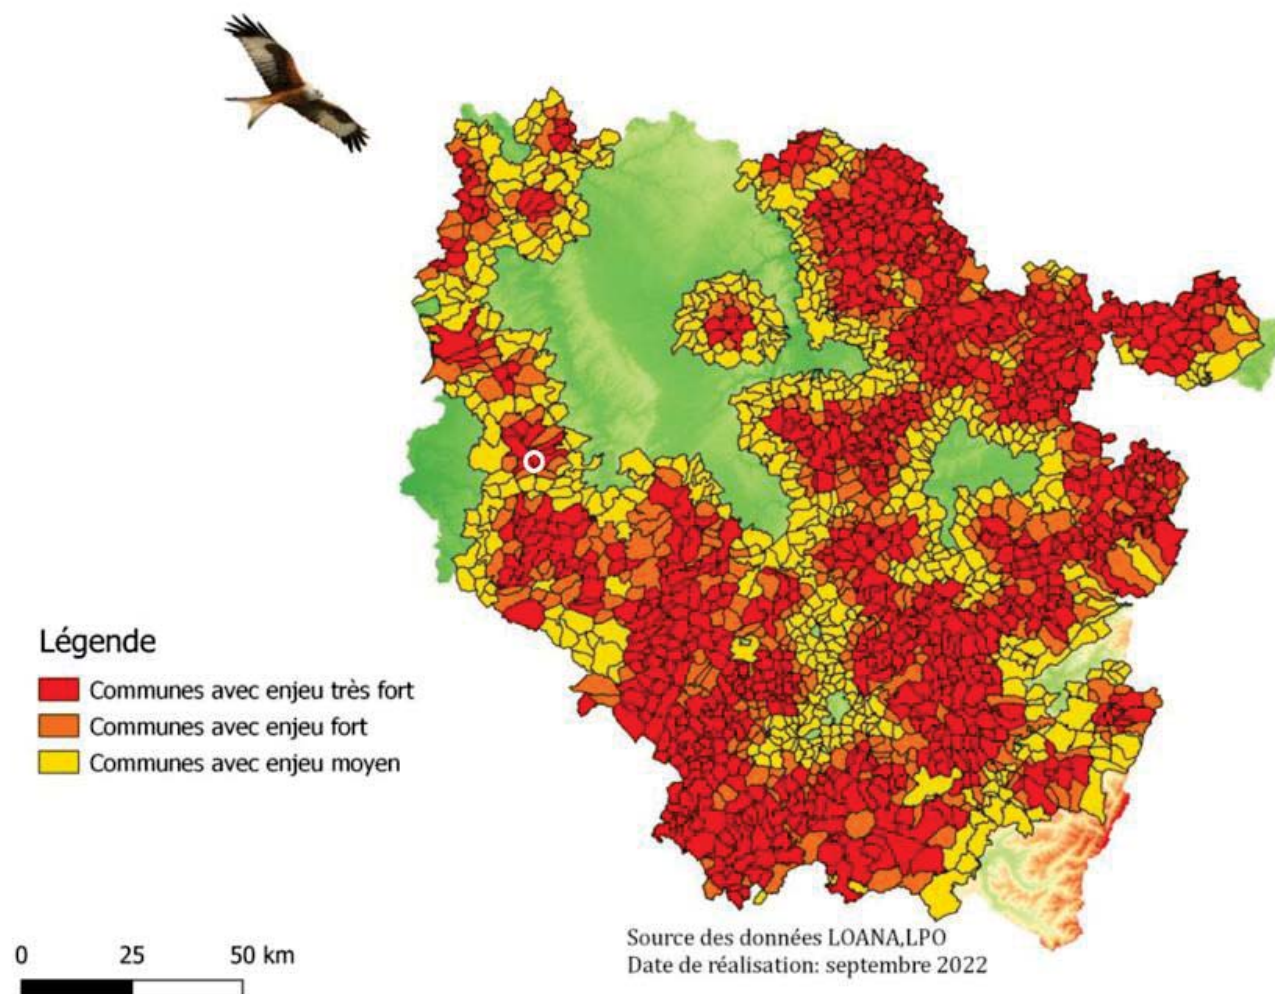 Légende
Communes avec enjeu très fort
Communes avec enjeu fort
Communes avec enjeu moyen
0 25 50 km
Source des données LOANA,LPO
Date de réalisation: septembre 2022